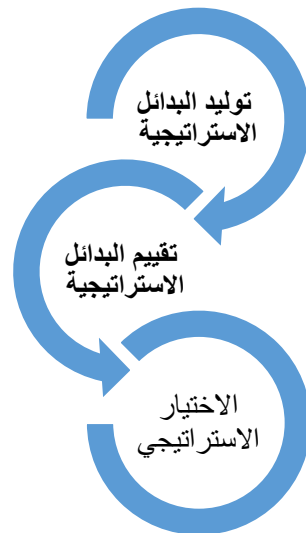 توليد البدائل
الاستراتيجية
تقييم البدائل
الاستراتيجية
الاختيار
الاستراتيجي